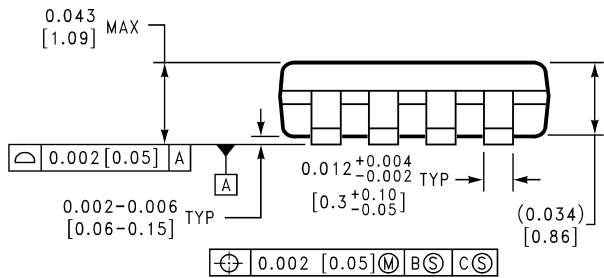 0.043 MAX
[1.09]
⌓ 0.002[0.05] A
A
0.012 +0.004 -0.002 TYP
[0.3 +0.10 -0.05]
0.002-0.006 TYP
[0.06-0.15]
(0.034)
[0.86]
⌖ 0.002 [0.05]Ⓜ BⓈ CⓈ